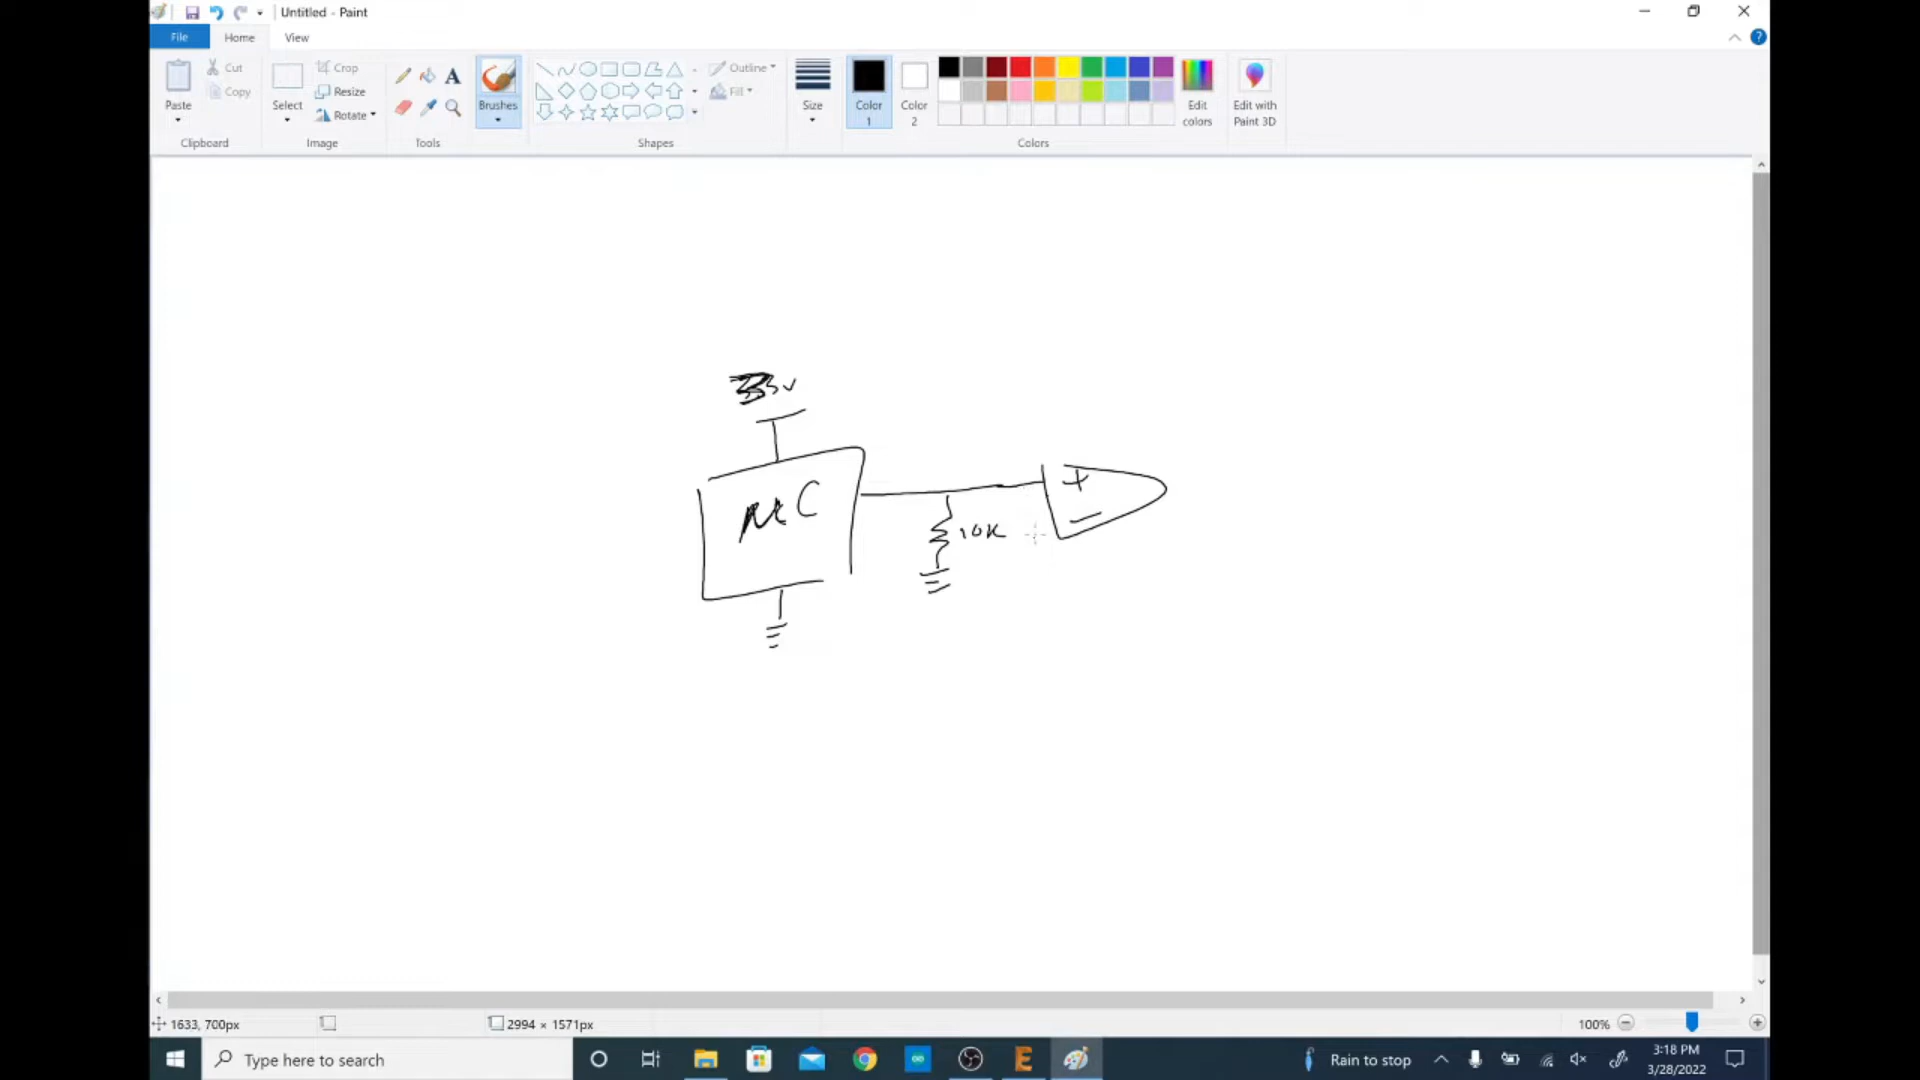 Untitled - Paint
File Home View
Paste
Cut
Copy
Clipboard
Select
Crop
Resize
Rotate
Image
A
Tools
Brushes
Shapes
Outline
Fill
Size
Color 1
Color 2
Edit colors
Colors
Edit with Paint 3D
?
μC
+
−
10K
1633, 700px
2994 × 1571px
100%
Type here to search
Rain to stop
3:18 PM
3/28/2022